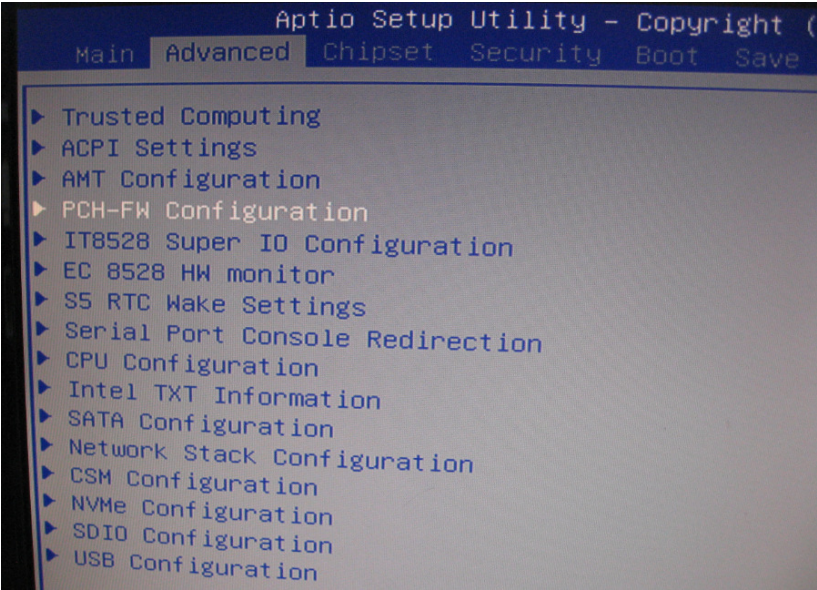 Aptio Setup Utility – Copyright (
Main Advanced Chipset Security Boot Save
Trusted Computing
ACPI Settings
AMT Configuration
PCH-FW Configuration
IT8528 Super IO Configuration
EC 8528 HW monitor
S5 RTC Wake Settings
Serial Port Console Redirection
CPU Configuration
Intel TXT Information
SATA Configuration
Network Stack Configuration
CSM Configuration
NVMe Configuration
SDIO Configuration
USB Configuration